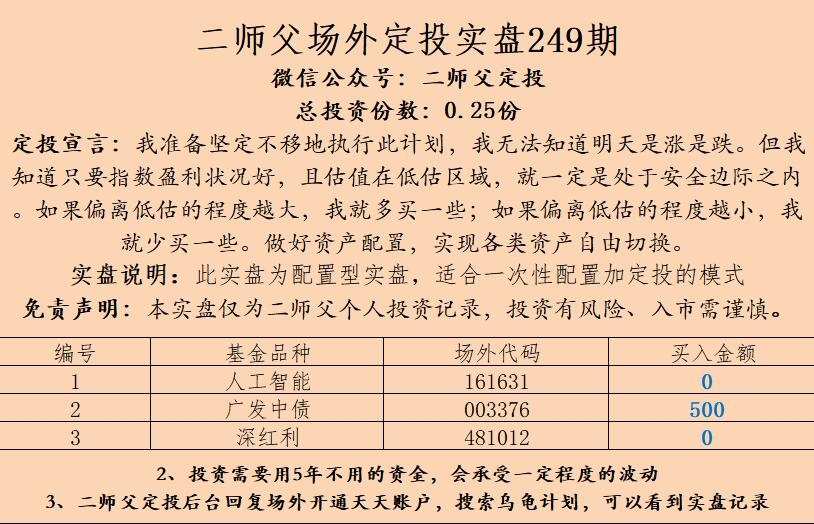 二师父场外定投实盘249期
微信公众号：二师父定投
总投资份数：0.25份
定投宣言：我准备坚定不移地执行此计划，我无法知道明天是涨是跌。但我
知道只要指数盈利状况好，且估值在低估区域，就一定是处于安全边际之内
。如果偏离低估的程度越大，我就多买一些；如果偏离低估的程度越小，我
就少买一些。做好资产配置，实现各类资产自由切换。
实盘说明：此实盘为配置型实盘，适合一次性配置加定投的模式
免责声明：本实盘仅为二师父个人投资记录，投资有风险、入市需谨慎。
编号 基金品种 场外代码 买入金额
1 人工智能 161631 0
2 广发中债 003376 500
3 深红利 481012 0
2、投资需要用5年不用的资金，会承受一定程度的波动
3、二师父定投后台回复场外开通天天账户，搜索乌龟计划，可以看到实盘记录